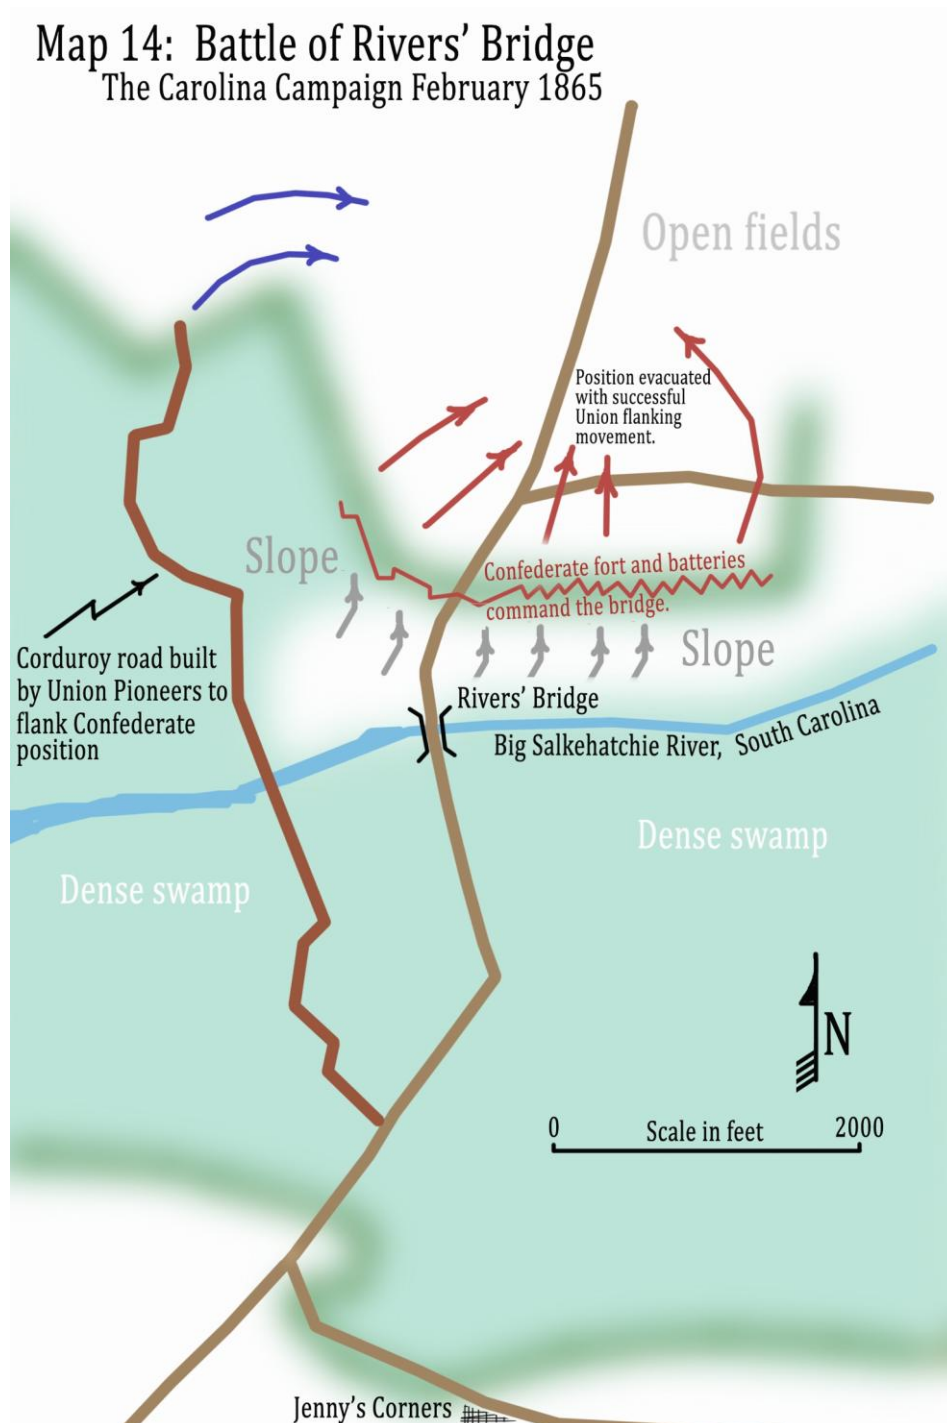 Map 14: Battle of Rivers' Bridge
The Carolina Campaign February 1865
Open fields
Position evacuated
with successful
Union flanking
movement.
Slope
Confederate fort and batteries
command the bridge.
Corduroy road built
by Union Pioneers to
flank Confederate
position
Slope
Rivers' Bridge
Big Salkehatchie River, South Carolina
Dense swamp
Dense swamp
N
0 Scale in feet 2000
Jenny's Corners